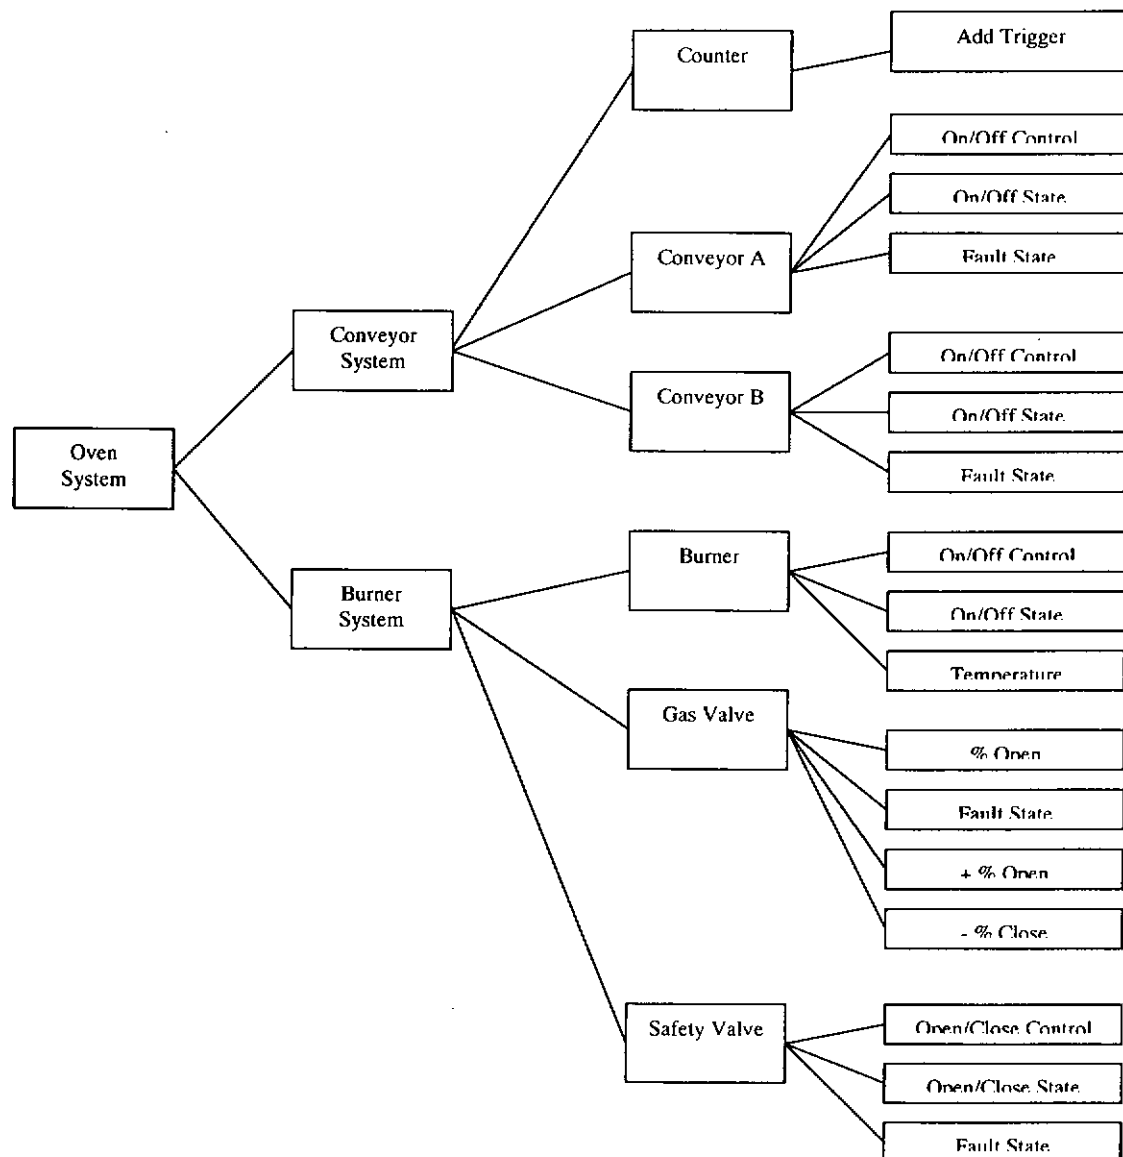 Add Trigger
Counter
On/Off Control
On/Off State
Conveyor A
Fault State
Conveyor
System
On/Off Control
Conveyor B
On/Off State
Oven
System
Fault State
Burner
On/Off Control
Burner
System
On/Off State
Temperature
Gas Valve
% Open
Fault State
+ % Open
- % Close
Safety Valve
Open/Close Control
Open/Close State
Fault State